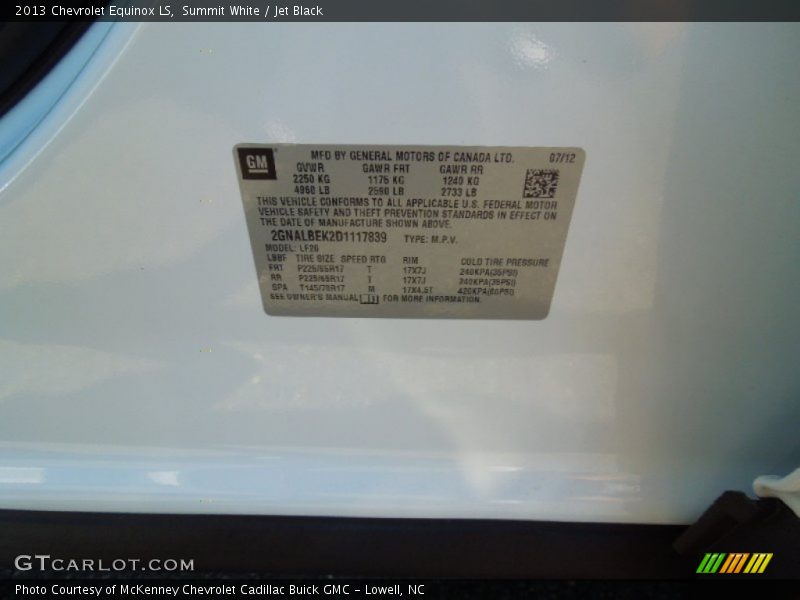 2013 Chevrolet Equinox LS,  Summit White / Jet Black
GM
MFD BY GENERAL MOTORS OF CANADA LTD. 07/12
GVWR GAWR FRT GAWR RR
2250 KG 1175 KG 1240 KG
4960 LB 2590 LB 2733 LB
THIS VEHICLE CONFORMS TO ALL APPLICABLE U.S. FEDERAL MOTOR
VEHICLE SAFETY AND THEFT PREVENTION STANDARDS IN EFFECT ON
THE DATE OF MANUFACTURE SHOWN ABOVE.
2GNALBEK2D1117839 TYPE: M.P.V.
MODEL: LF26
TIRE SIZE SPEED RTG RIM COLD TIRE PRESSURE
FRT P225/65R17 T 17X7J 240KPA(35PSI)
RR P225/65R17 T 17X7J 240KPA(35PSI)
SPA T145/70R17 M 17X4.5T 420KPA(60PSI)
SEE OWNER'S MANUAL FOR MORE INFORMATION.
GTCARLOT.COM
Photo Courtesy of McKenney Chevrolet Cadillac Buick GMC - Lowell, NC